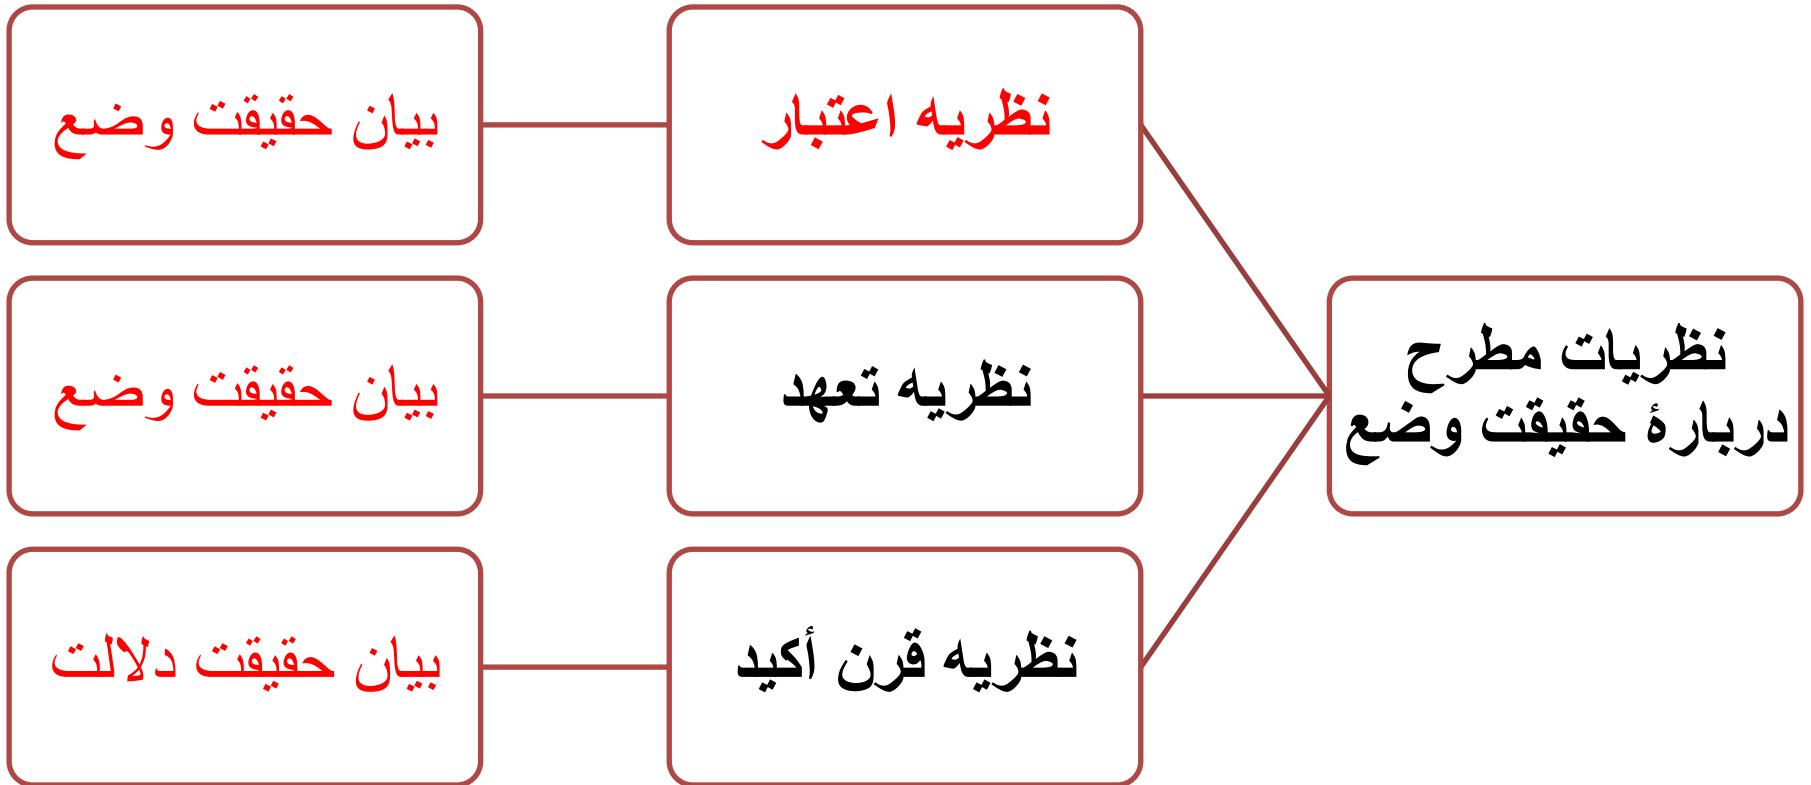 نظریات مطرح
دربارۀ حقیقت وضع
نظریه اعتبار
بیان حقیقت وضع
نظریه تعهد
بیان حقیقت وضع
نظریه قرن أکید
بیان حقیقت دلالت